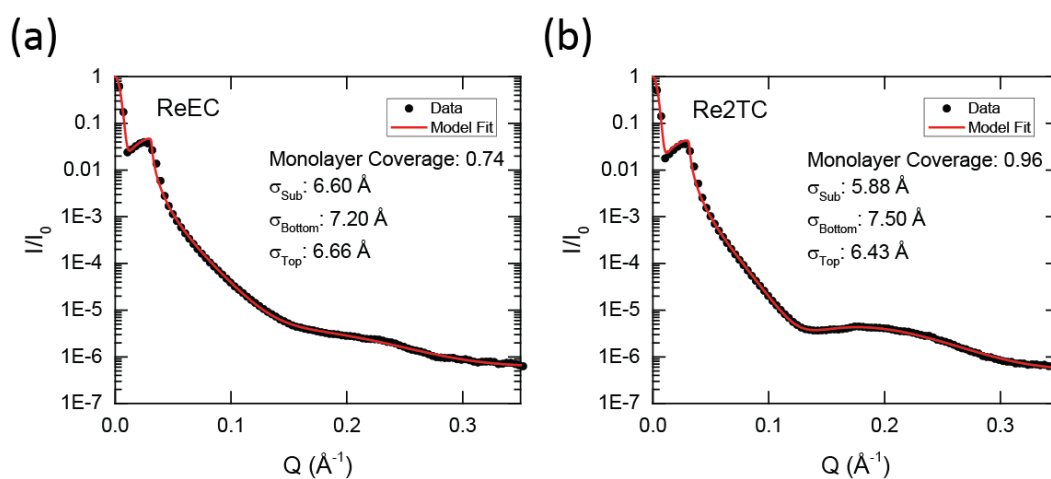 (a)
1
0.1
0.01
1E-3
1E-4
1E-5
1E-6
1E-7
I/I0
ReEC
Data
Model Fit
Monolayer Coverage: 0.74
σSub: 6.60 Å
σBottom: 7.20 Å
σTop: 6.66 Å
0.0 0.1 0.2 0.3
Q (Å-1)
(b)
1
0.1
0.01
1E-3
1E-4
1E-5
1E-6
1E-7
I/I0
Re2TC
Data
Model Fit
Monolayer Coverage: 0.96
σSub: 5.88 Å
σBottom: 7.50 Å
σTop: 6.43 Å
0.0 0.1 0.2 0.3
Q (Å-1)